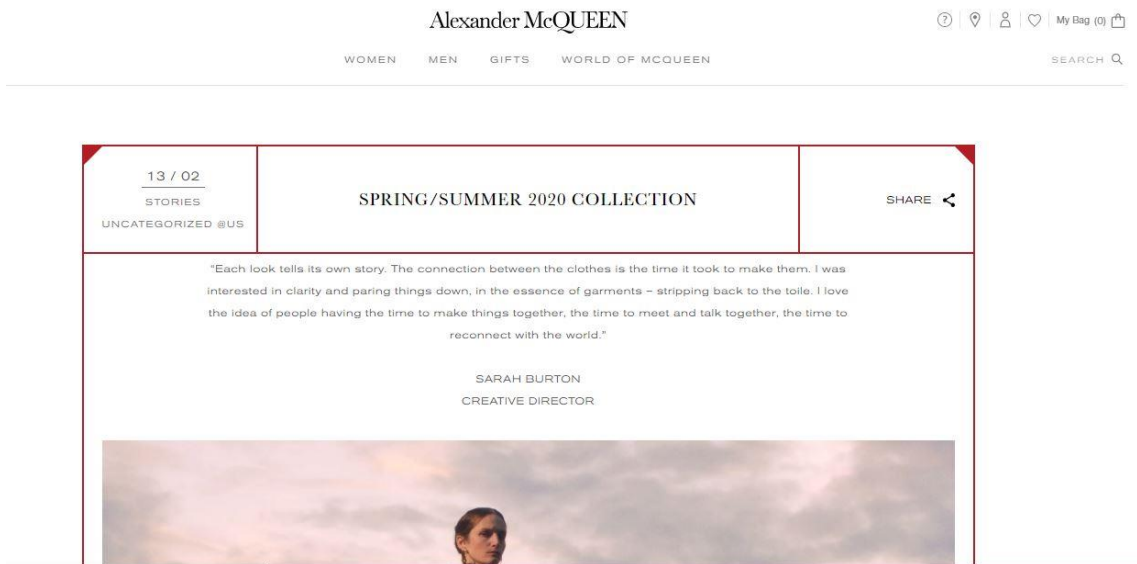 Alexander McQUEEN
?
My Bag (0)
WOMEN MEN GIFTS WORLD OF MCQUEEN
SEARCH
13 / 02
STORIES
UNCATEGORIZED @US
SPRING/SUMMER 2020 COLLECTION
SHARE
"Each look tells its own story. The connection between the clothes is the time it took to make them. I was
interested in clarity and paring things down, in the essence of garments – stripping back to the toile. I love
the idea of people having the time to make things together, the time to meet and talk together, the time to
reconnect with the world."
SARAH BURTON
CREATIVE DIRECTOR